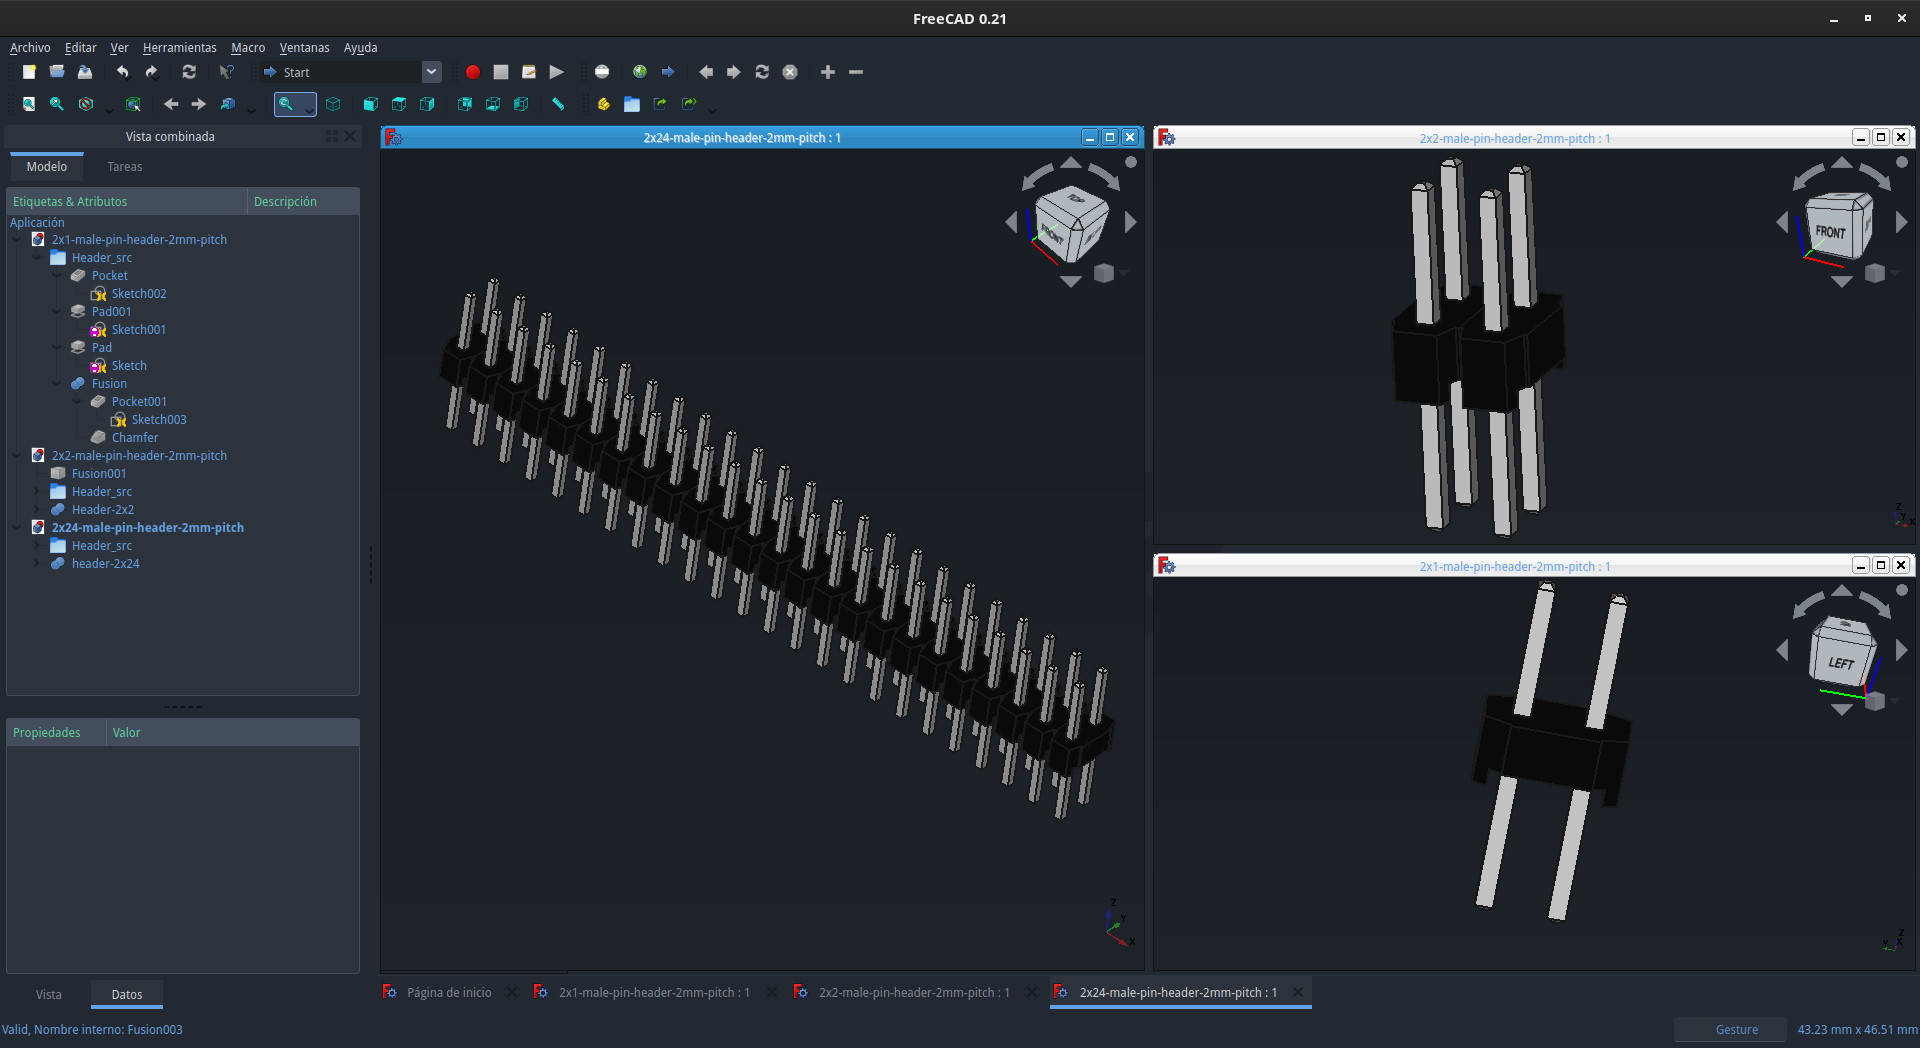 FreeCAD 0.21
Archivo Editar Ver Herramientas Macro Ventanas Ayuda
Start
Vista combinada
Modelo Tareas
Etiquetas & Atributos Descripción
Aplicación
2x1-male-pin-header-2mm-pitch
Header_src
Pocket
Sketch002
Pad001
Sketch001
Pad
Sketch
Fusion
Pocket001
Sketch003
Chamfer
2x2-male-pin-header-2mm-pitch
Fusion001
Header_src
Header-2x2
2x24-male-pin-header-2mm-pitch
Header_src
header-2x24
Propiedades Valor
Vista Datos
2x24-male-pin-header-2mm-pitch : 1
TOP
FRONT
Z
Y
X
2x2-male-pin-header-2mm-pitch : 1
FRONT
Z
Y
X
2x1-male-pin-header-2mm-pitch : 1
LEFT
Z
Y X
Página de inicio 2x1-male-pin-header-2mm-pitch : 1 2x2-male-pin-header-2mm-pitch : 1 2x24-male-pin-header-2mm-pitch : 1
Valid, Nombre interno: Fusion003 Gesture 43.23 mm x 46.51 mm